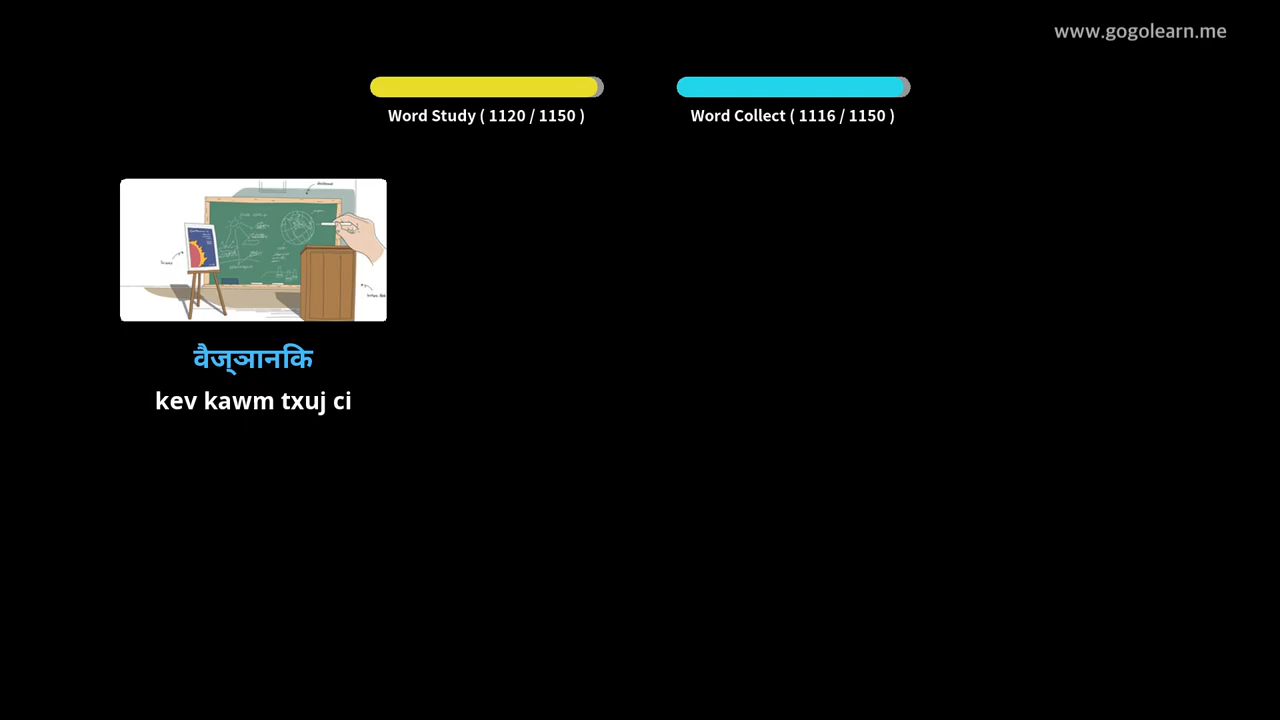 www.gogolearn.me
Word Study ( 1120 / 1150 )
Word Collect ( 1116 / 1150 )
वैज्ञानिक
kev kawm txuj ci